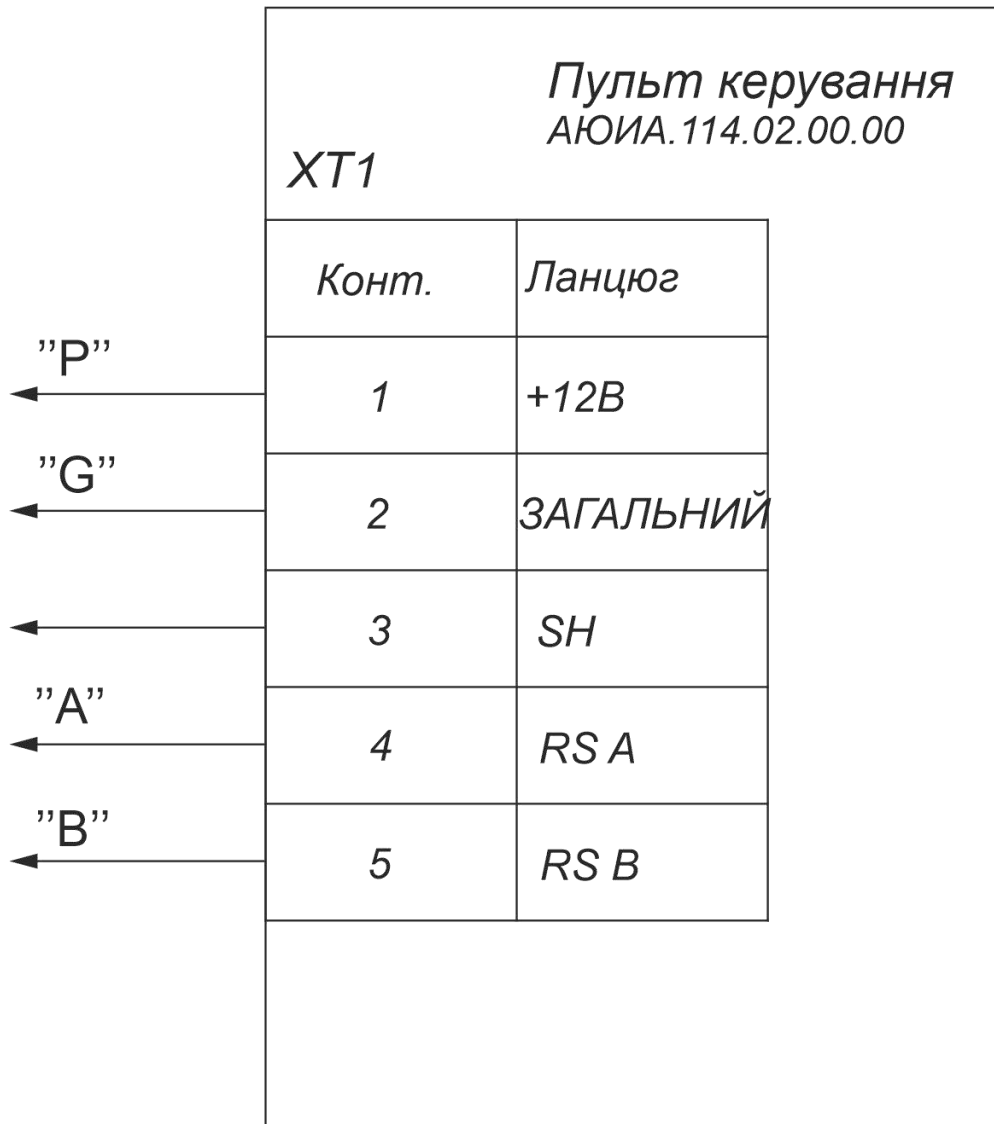 Пульт керування
АЮИА.114.02.00.00
XT1
Конт. Ланцюг
"P" 1 +12В
"G" 2 ЗАГАЛЬНИЙ
3 SH
"A" 4 RS A
"B" 5 RS B